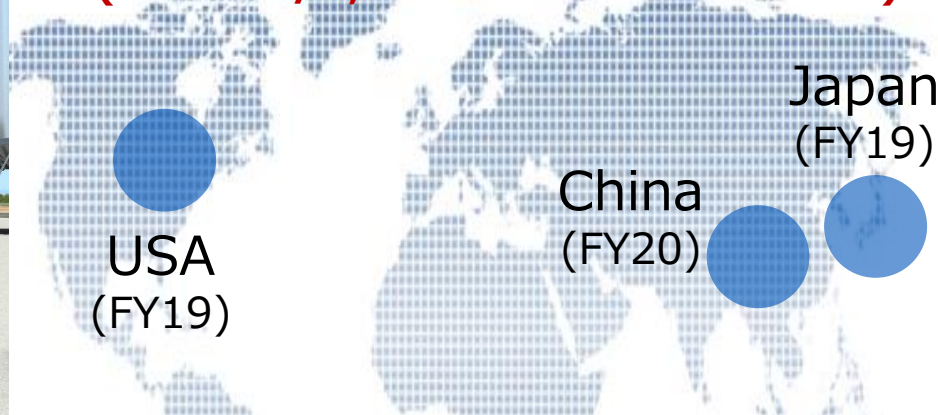 Japan
(FY19)
China
(FY20)
USA
(FY19)